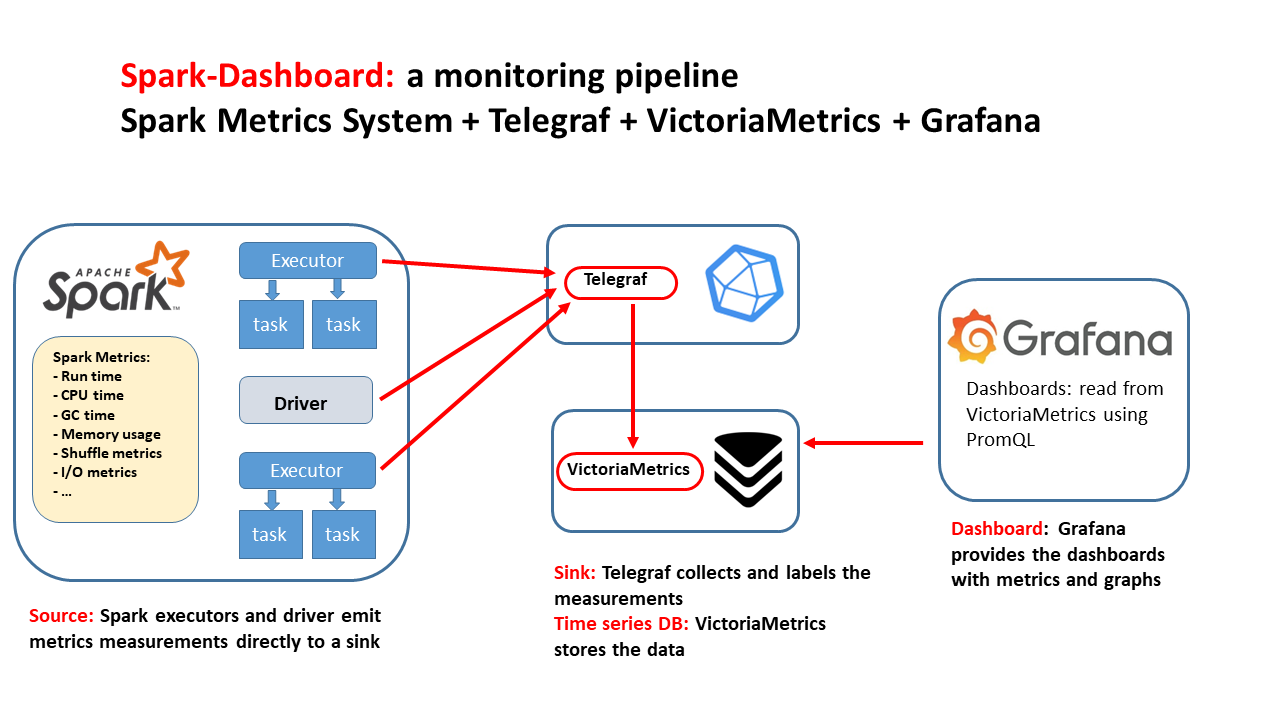 Spark-Dashboard: a monitoring pipeline
Spark Metrics System + Telegraf + VictoriaMetrics + Grafana
APACHE
Spark™
Spark Metrics:
- Run time
- CPU time
- GC time
- Memory usage
- Shuffle metrics
- I/O metrics
- ...
Executor
task
task
Driver
Executor
task
task
Source: Spark executors and driver emit
metrics measurements directly to a sink
Telegraf
VictoriaMetrics
Sink: Telegraf collects and labels the
measurements
Time series DB: VictoriaMetrics
stores the data
Grafana
Dashboards: read from
VictoriaMetrics using
PromQL
Dashboard: Grafana
provides the dashboards
with metrics and graphs